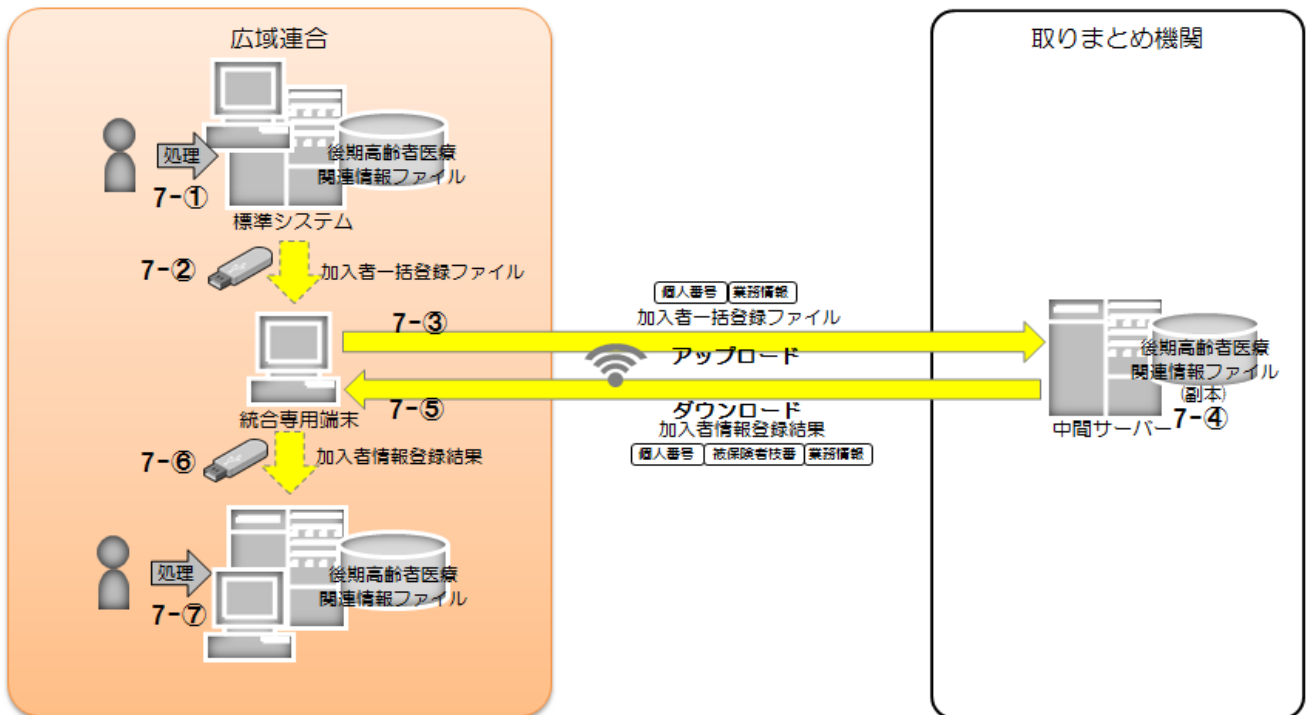 広域連合
取りまとめ機関
処理
7-①
後期高齢者医療
関連情報ファイル
標準システム
7-②
加入者一括登録ファイル
7-③
個人番号 業務情報
加入者一括登録ファイル
アップロード
後期高齢者医療
関連情報ファイル
(副本)
中間サーバー
7-④
統合専用端末
7-⑤
ダウンロード
加入者情報登録結果
個人番号 被保険者枝番 業務情報
7-⑥
加入者情報登録結果
処理
7-⑦
後期高齢者医療
関連情報ファイル